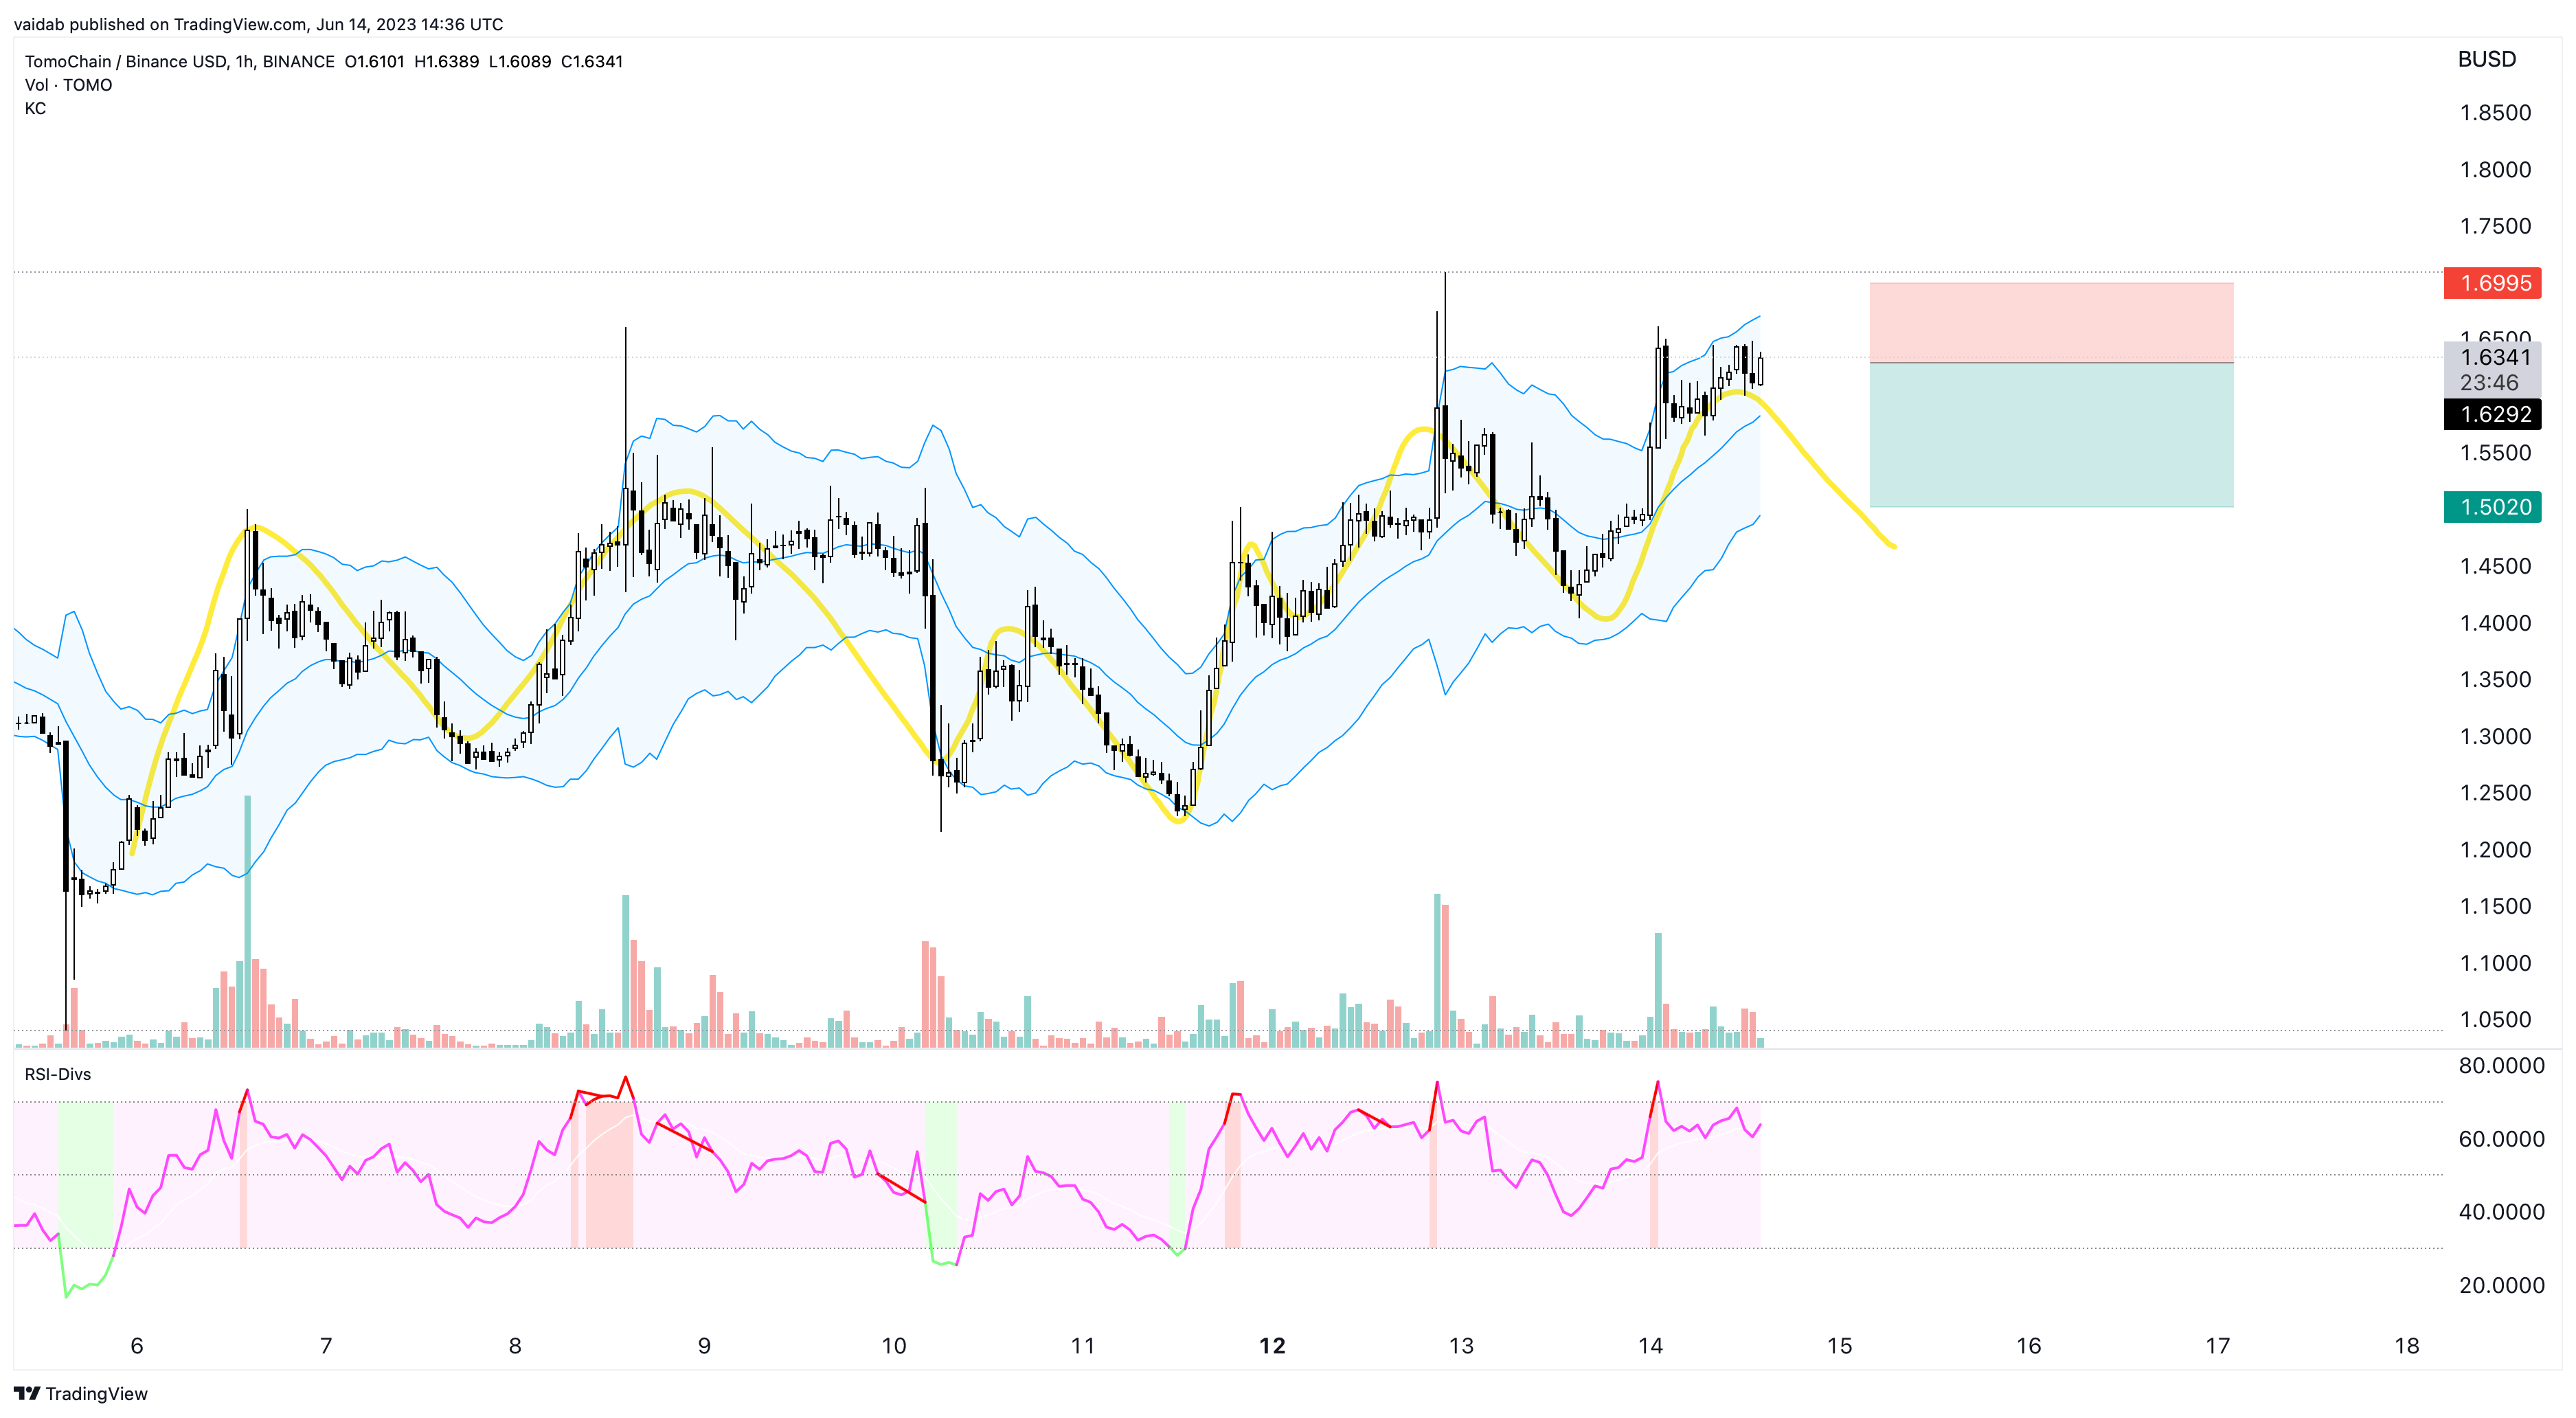 vaidab published on TradingView.com, Jun 14, 2023 14:36 UTC
TomoChain / Binance USD, 1h, BINANCE O1.6101 H1.6389 L1.6089 C1.6341
Vol · TOMO
KC
BUSD
1.8500
1.8000
1.7500
1.6995
1.6500
1.6341
23:46
1.6292
1.5500
1.5020
1.4500
1.4000
1.3500
1.3000
1.2500
1.2000
1.1500
1.1000
1.0500
RSI-Divs
80.0000
60.0000
40.0000
20.0000
6 7 8 9 10 11 12 13 14 15 16 17 18
TradingView